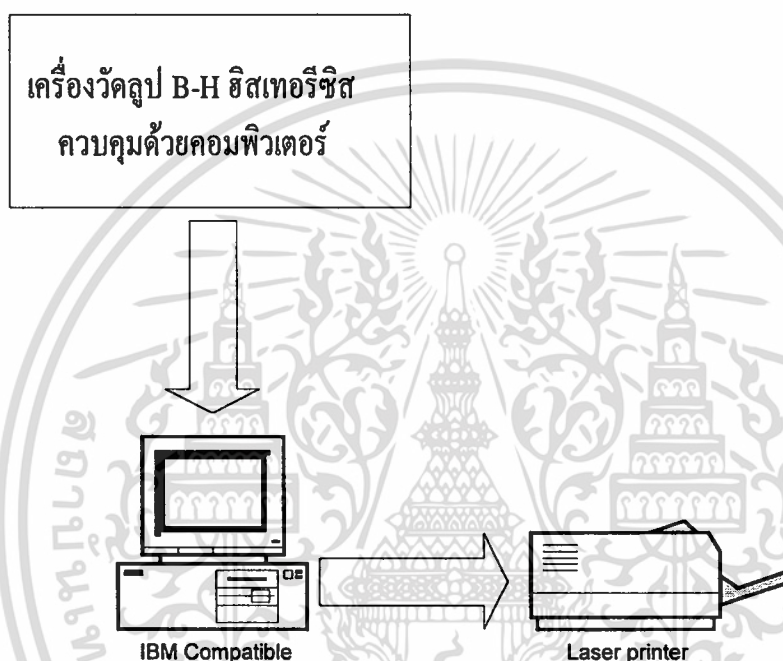 เครื่องวัดลูป B-H ฮิสเทอรีซิส
ควบคุมด้วยคอมพิวเตอร์
IBM Compatible
Laser printer